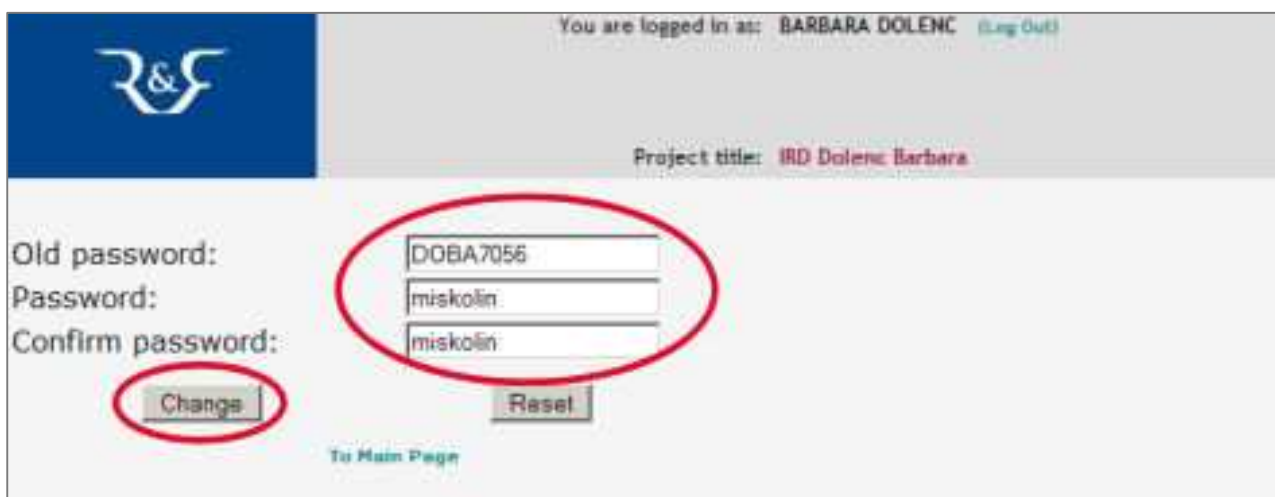 You are logged in as: BARBARA DOLENC (Log Out)
R&R
Project title: IRD Dolenc Barbara
Old password: DOBA7056
Password: miskolin
Confirm password: miskolin
Change Reset
To Main Page